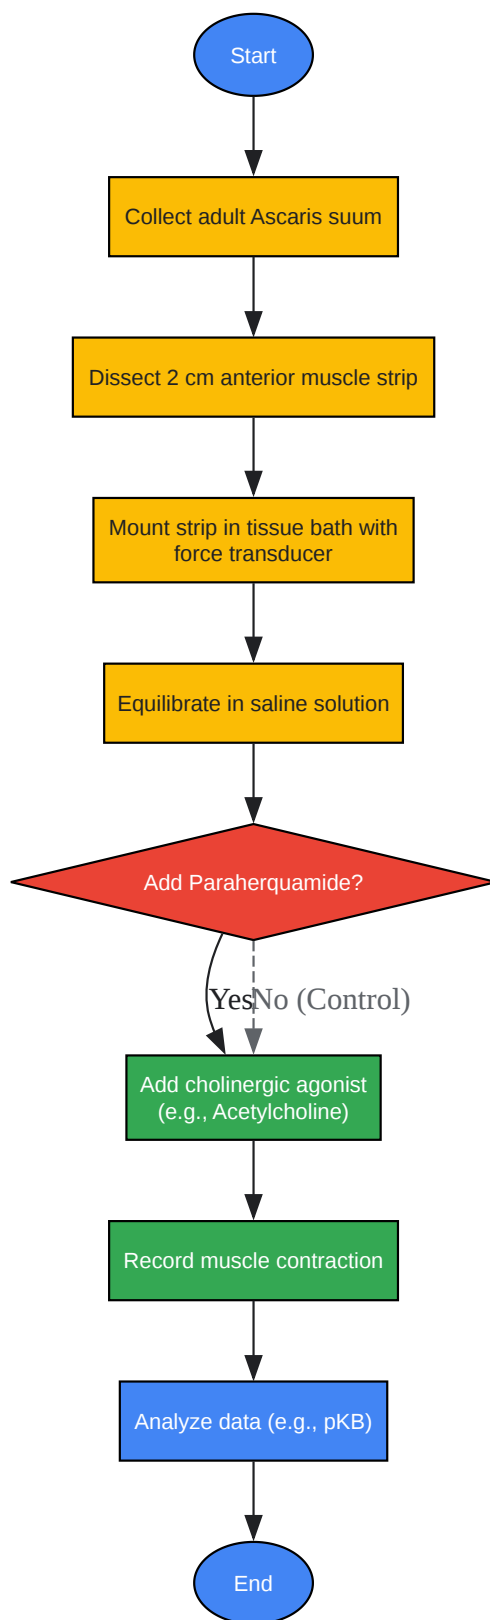 Start
Collect adult Ascaris suum
Dissect 2 cm anterior muscle strip
Mount strip in tissue bath with
force transducer
Equilibrate in saline solution
Add Paraherquamide?
Yes
No (Control)
Add cholinergic agonist
(e.g., Acetylcholine)
Record muscle contraction
Analyze data (e.g., pKB)
End